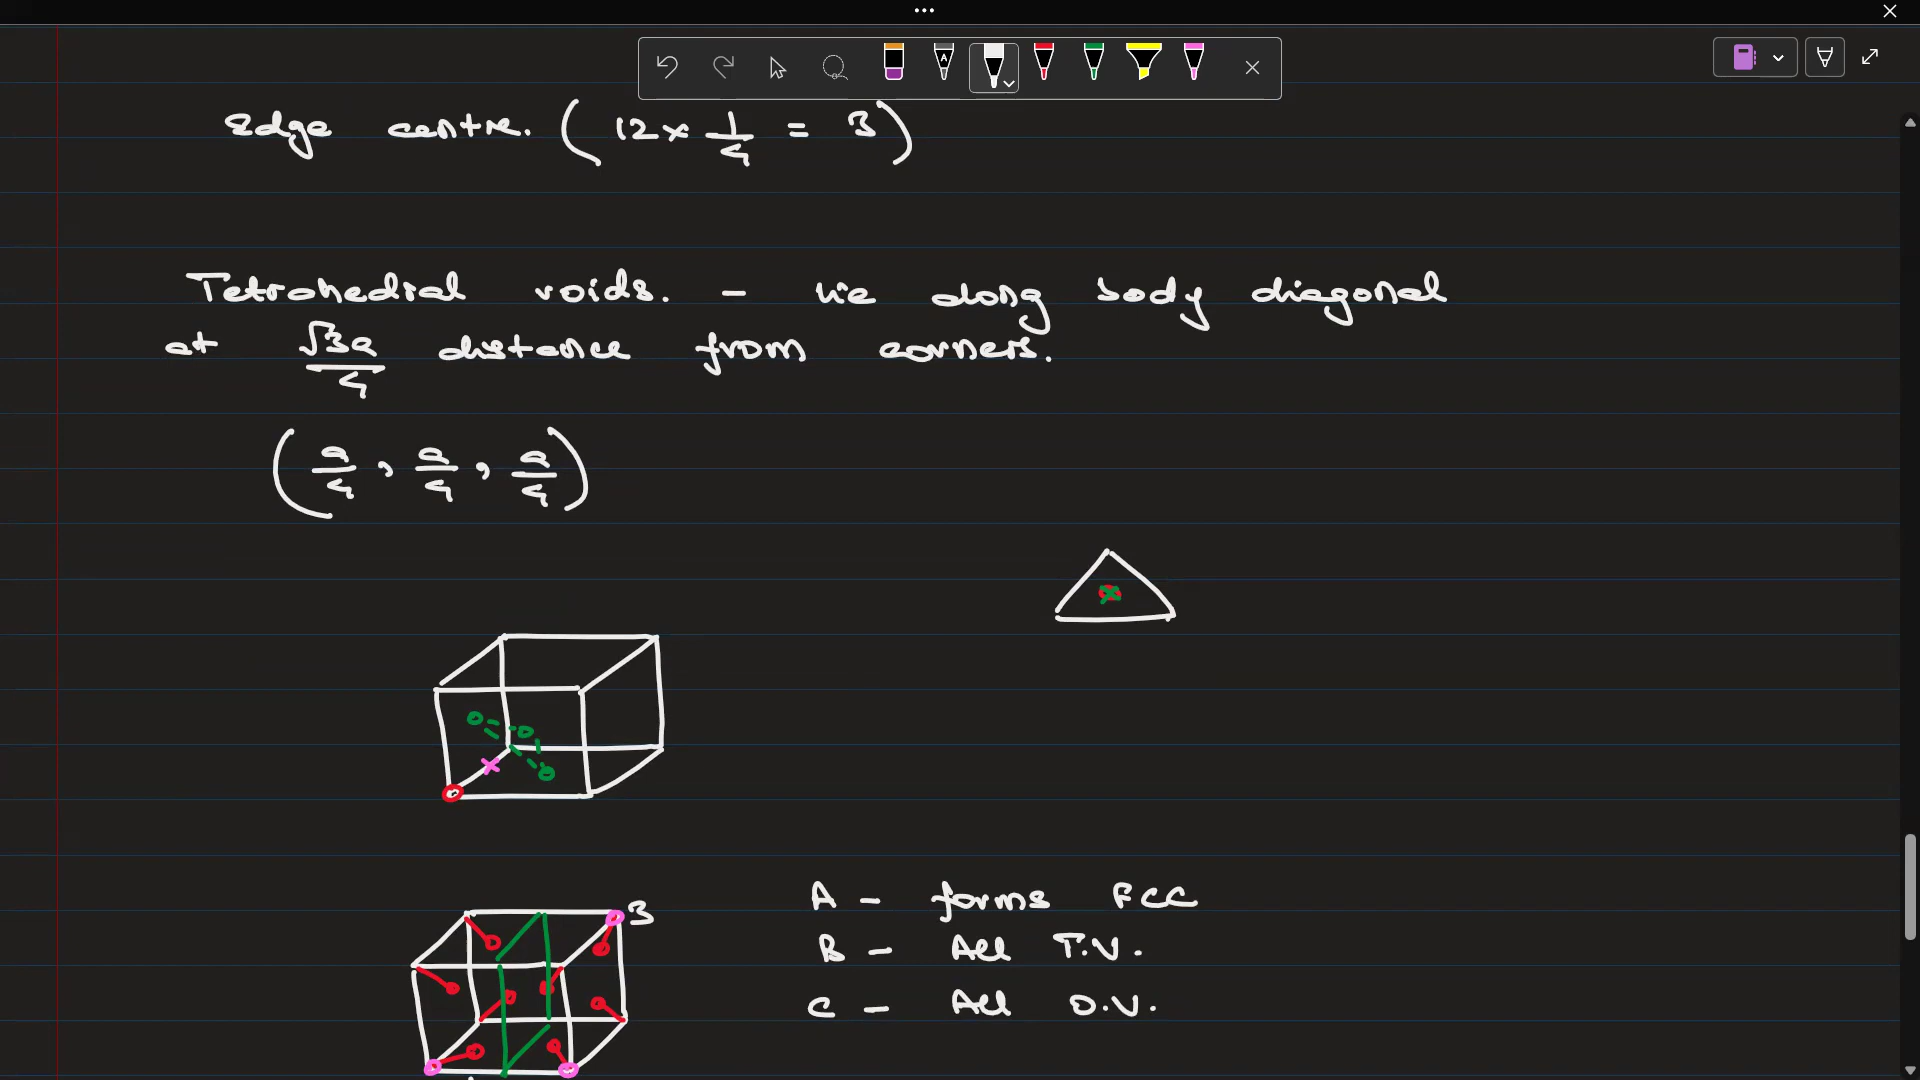 Edge centre. (12 × 1/4 = 3)
Tetrahedral voids. - lie along body diagonal
at √3a/4 distance from corners.
(a/4, a/4, a/4)
3
A - forms FCC
B - All T.V.
C - All O.V.